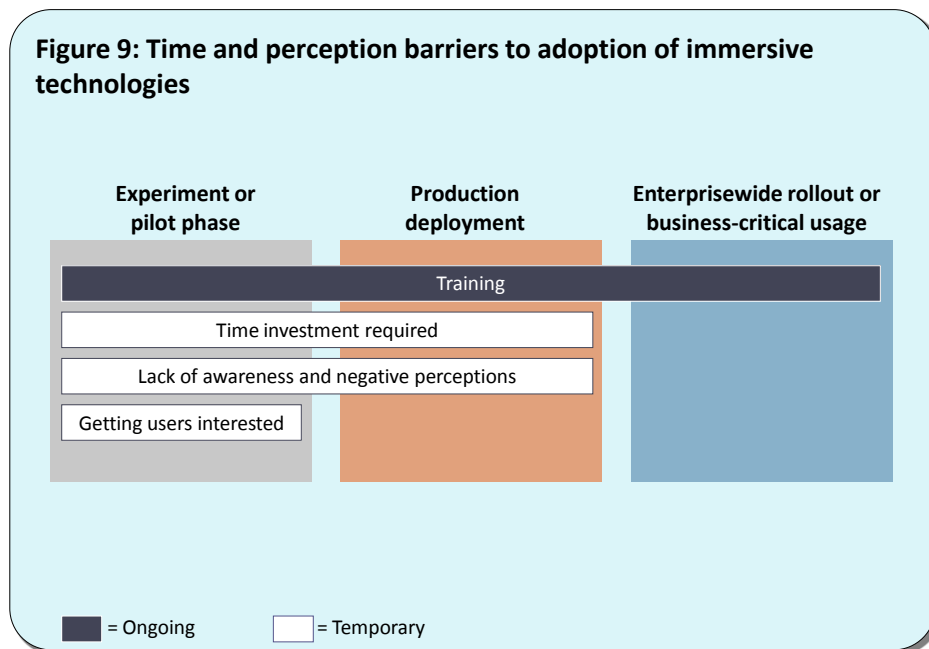 Figure 9: Time and perception barriers to adoption of immersive
technologies
Experiment or
pilot phase
Production
deployment
Enterprisewide rollout or
business-critical usage
Training
Time investment required
Lack of awareness and negative perceptions
Getting users interested
= Ongoing
= Temporary